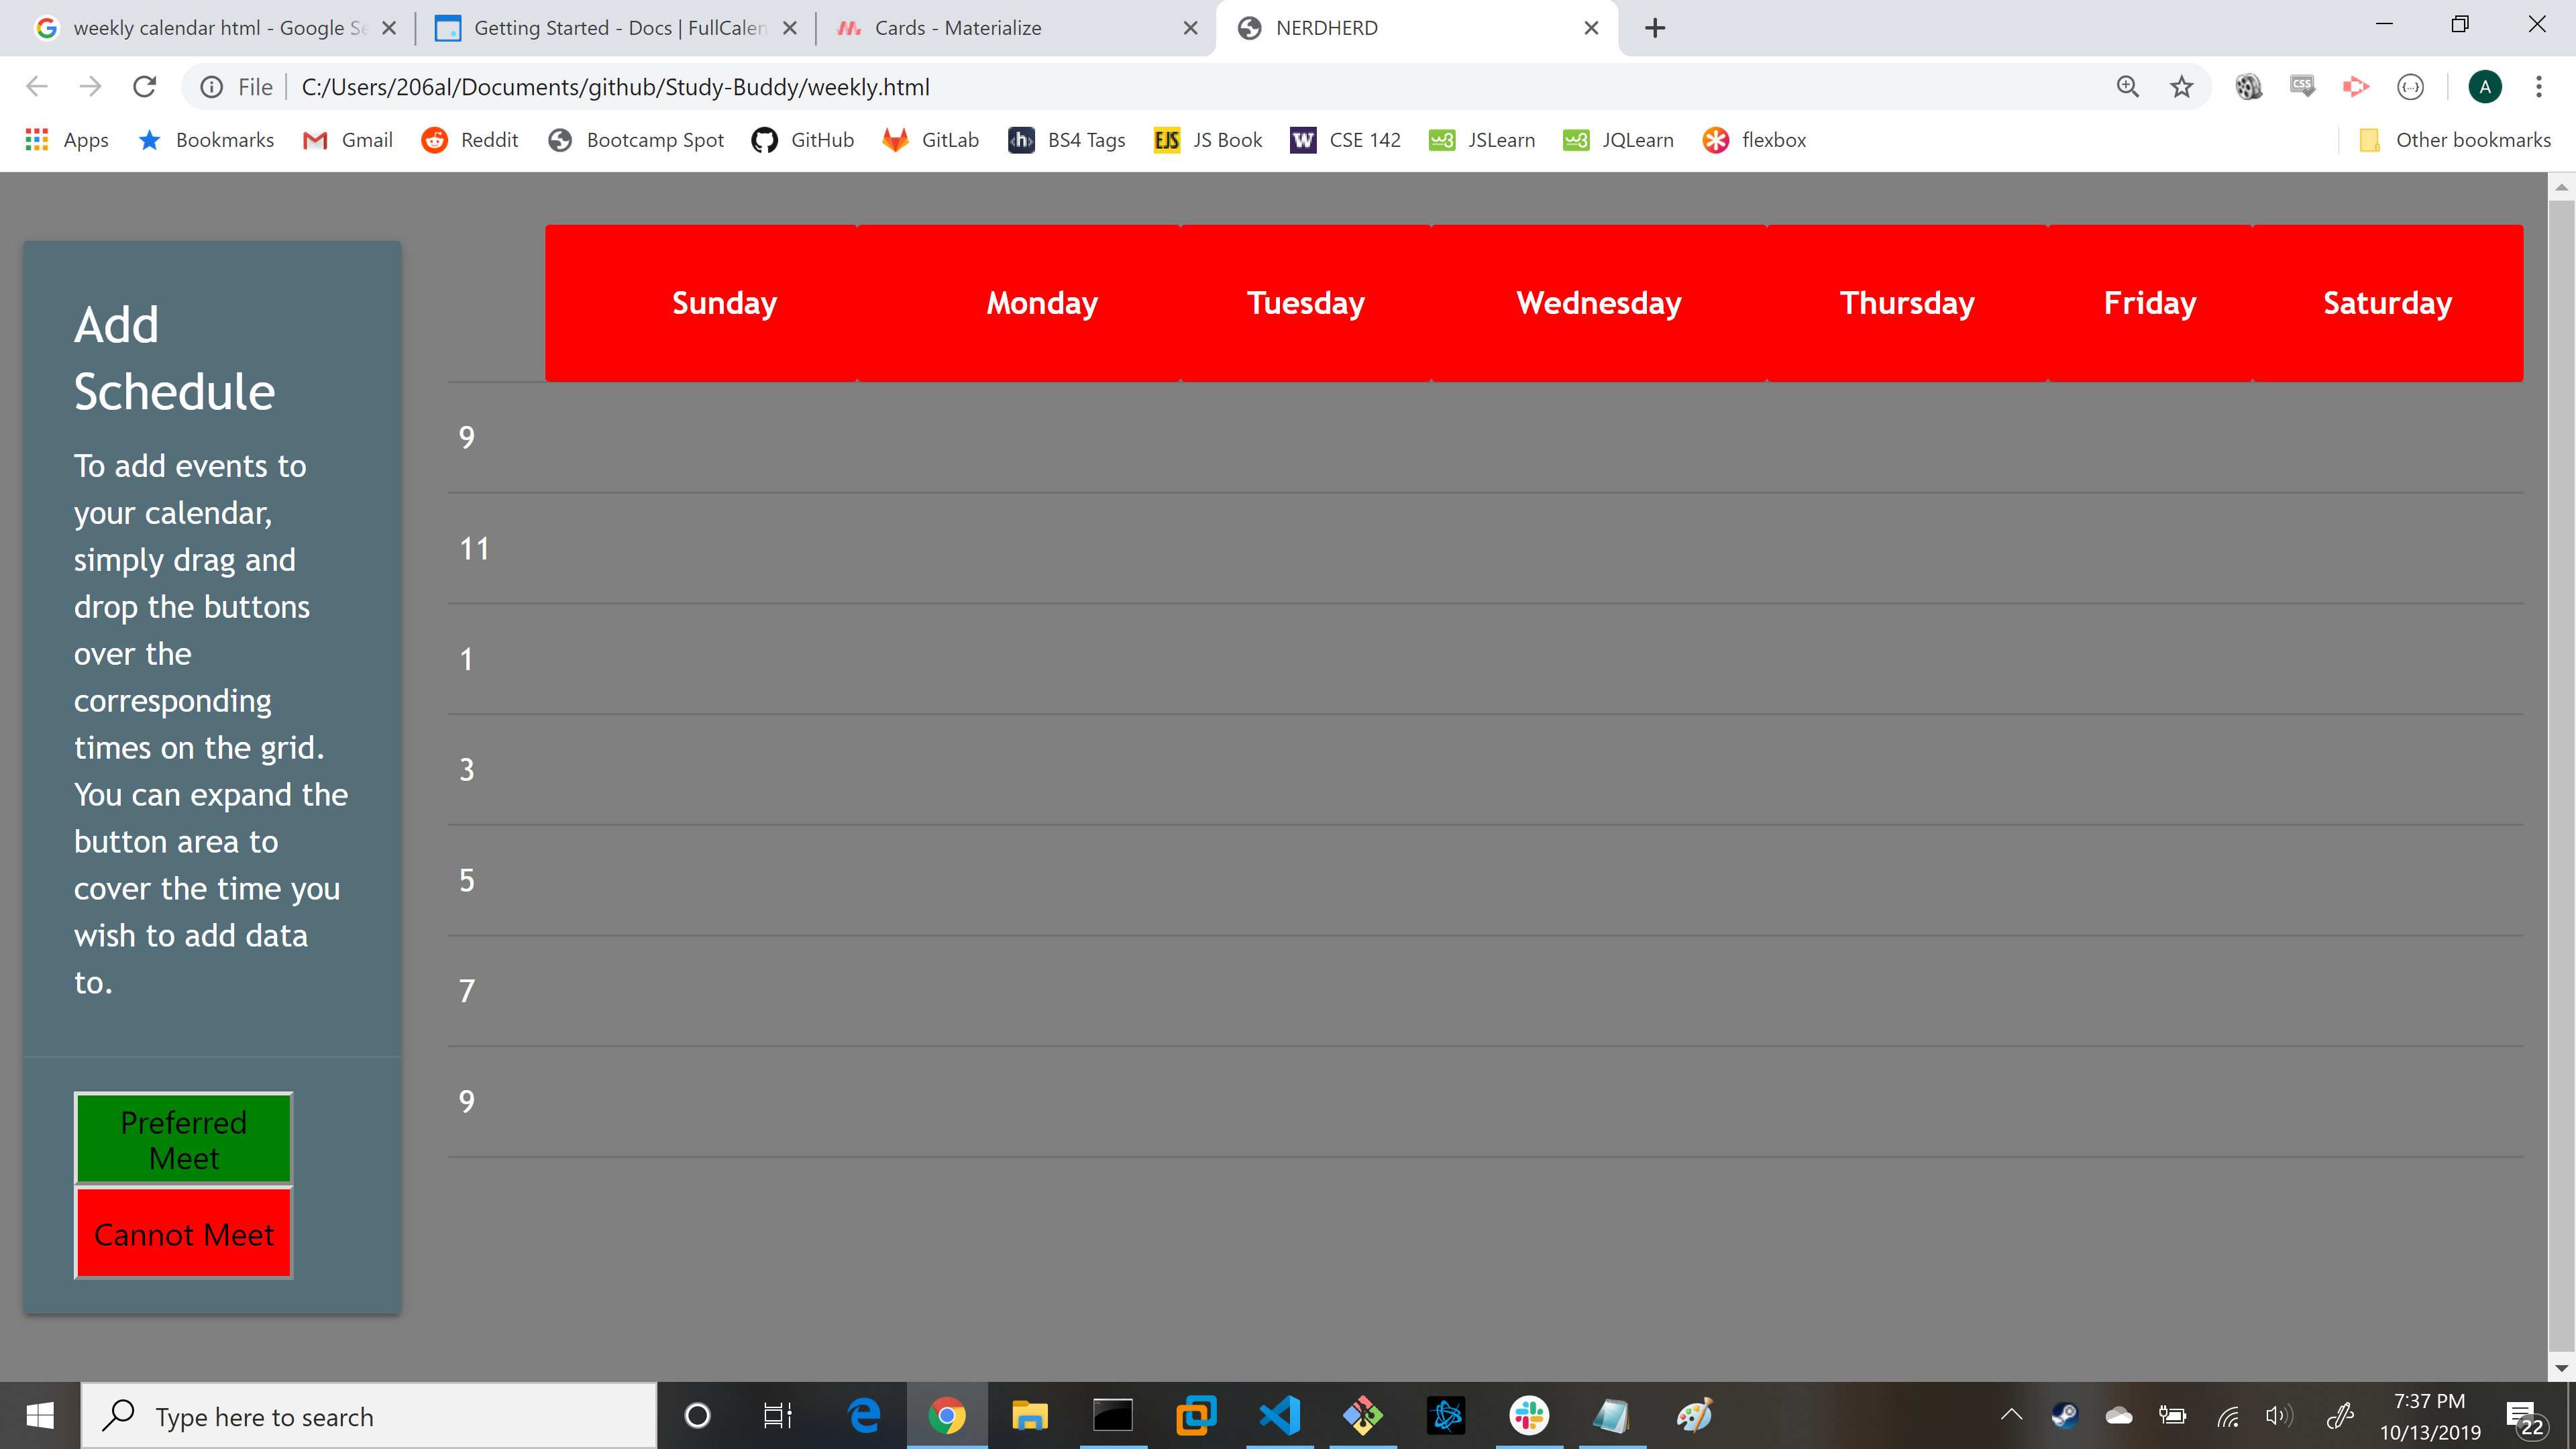 weekly calendar html - Google Se
Getting Started - Docs | FullCalen
Cards - Materialize
NERDHERD
File
C:/Users/206al/Documents/github/Study-Buddy/weekly.html
CSS
{...}
A
Apps
Bookmarks
Gmail
Reddit
Bootcamp Spot
GitHub
GitLab
<h>
BS4 Tags
EJS
JS Book
W
CSE 142
w3
JSLearn
w3
JQLearn
flexbox
Other bookmarks
Add
Schedule
To add events to
your calendar,
simply drag and
drop the buttons
over the
corresponding
times on the grid.
You can expand the
button area to
cover the time you
wish to add data
to.
Preferred
Meet
Cannot Meet
Sunday Monday Tuesday Wednesday Thursday Friday Saturday
9
11
1
3
5
7
9
Type here to search
7:37 PM
10/13/2019
22